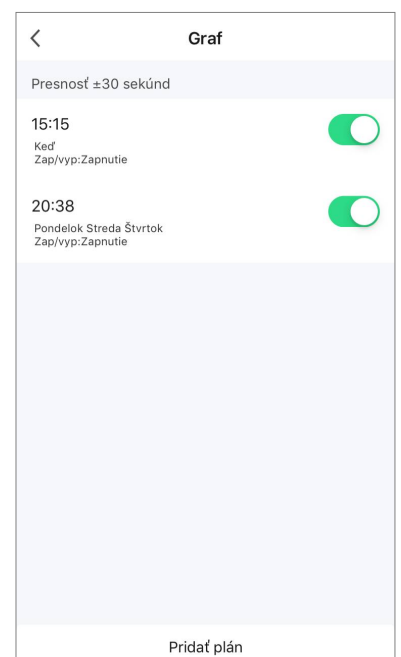 Graf
Presnosť ±30 sekúnd
15:15
Keď
Zap/vyp:Zapnutie
20:38
Pondelok Streda Štvrtok
Zap/vyp:Zapnutie
Pridať plán